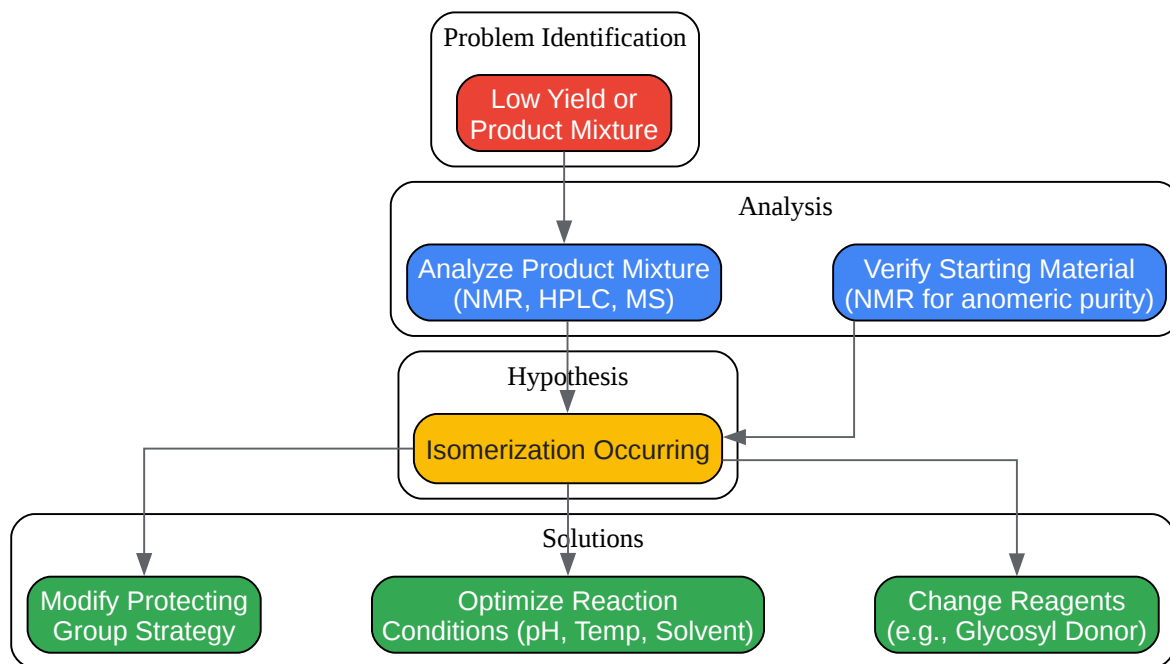 Problem Identification
Low Yield or
Product Mixture
Analysis
Analyze Product Mixture
(NMR, HPLC, MS)
Verify Starting Material
(NMR for anomeric purity)
Hypothesis
Isomerization Occurring
Solutions
Modify Protecting
Group Strategy
Optimize Reaction
Conditions (pH, Temp, Solvent)
Change Reagents
(e.g., Glycosyl Donor)